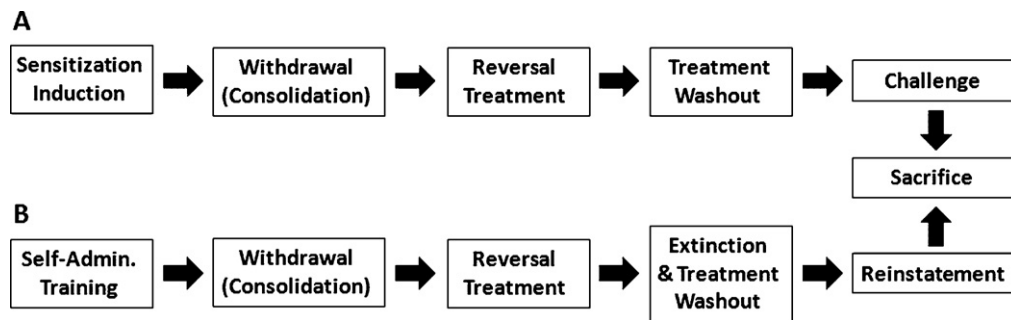 A
Sensitization
Induction
Withdrawal
(Consolidation)
Reversal
Treatment
Treatment
Washout
Challenge
Sacrifice
B
Self-Admin.
Training
Withdrawal
(Consolidation)
Reversal
Treatment
Extinction
& Treatment
Washout
Reinstatement